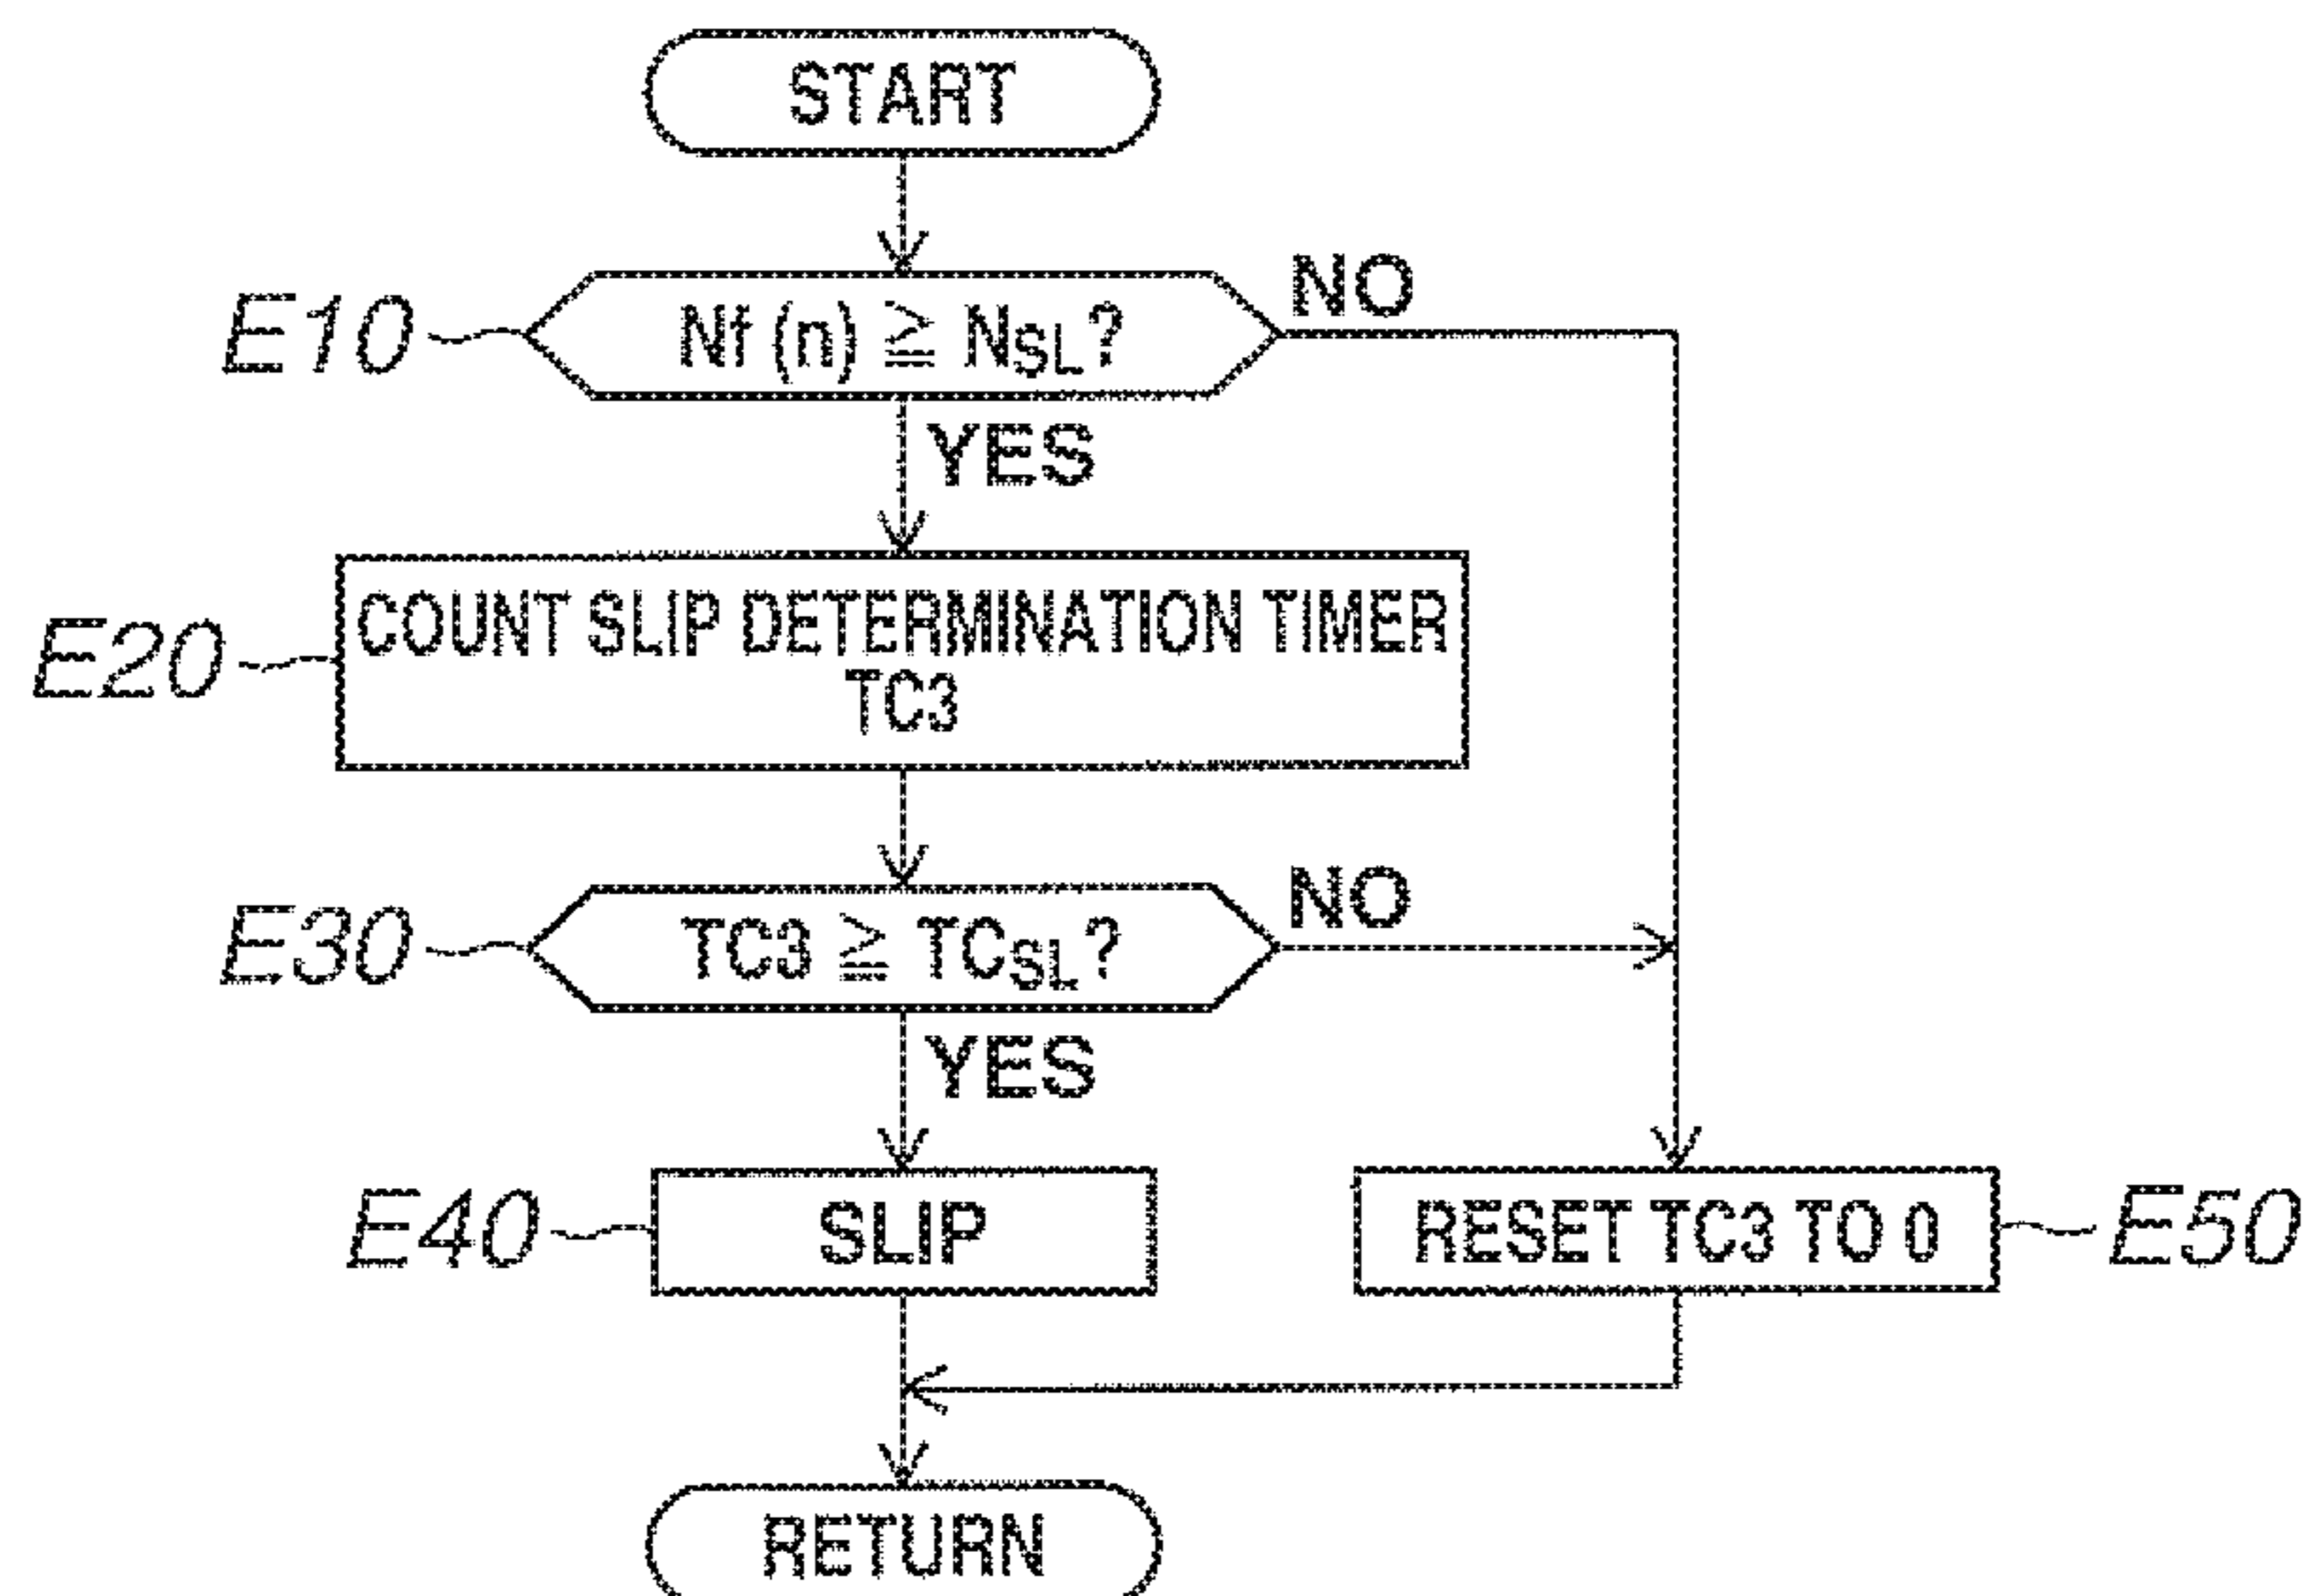 START
E10
Nf (n) ≧ NSL?
NO
YES
E20
COUNT SLIP DETERMINATION TIMER
TC3
E30
TC3 ≧ TCSL?
NO
YES
E40
SLIP
RESET TC3 TO 0
E50
RETURN